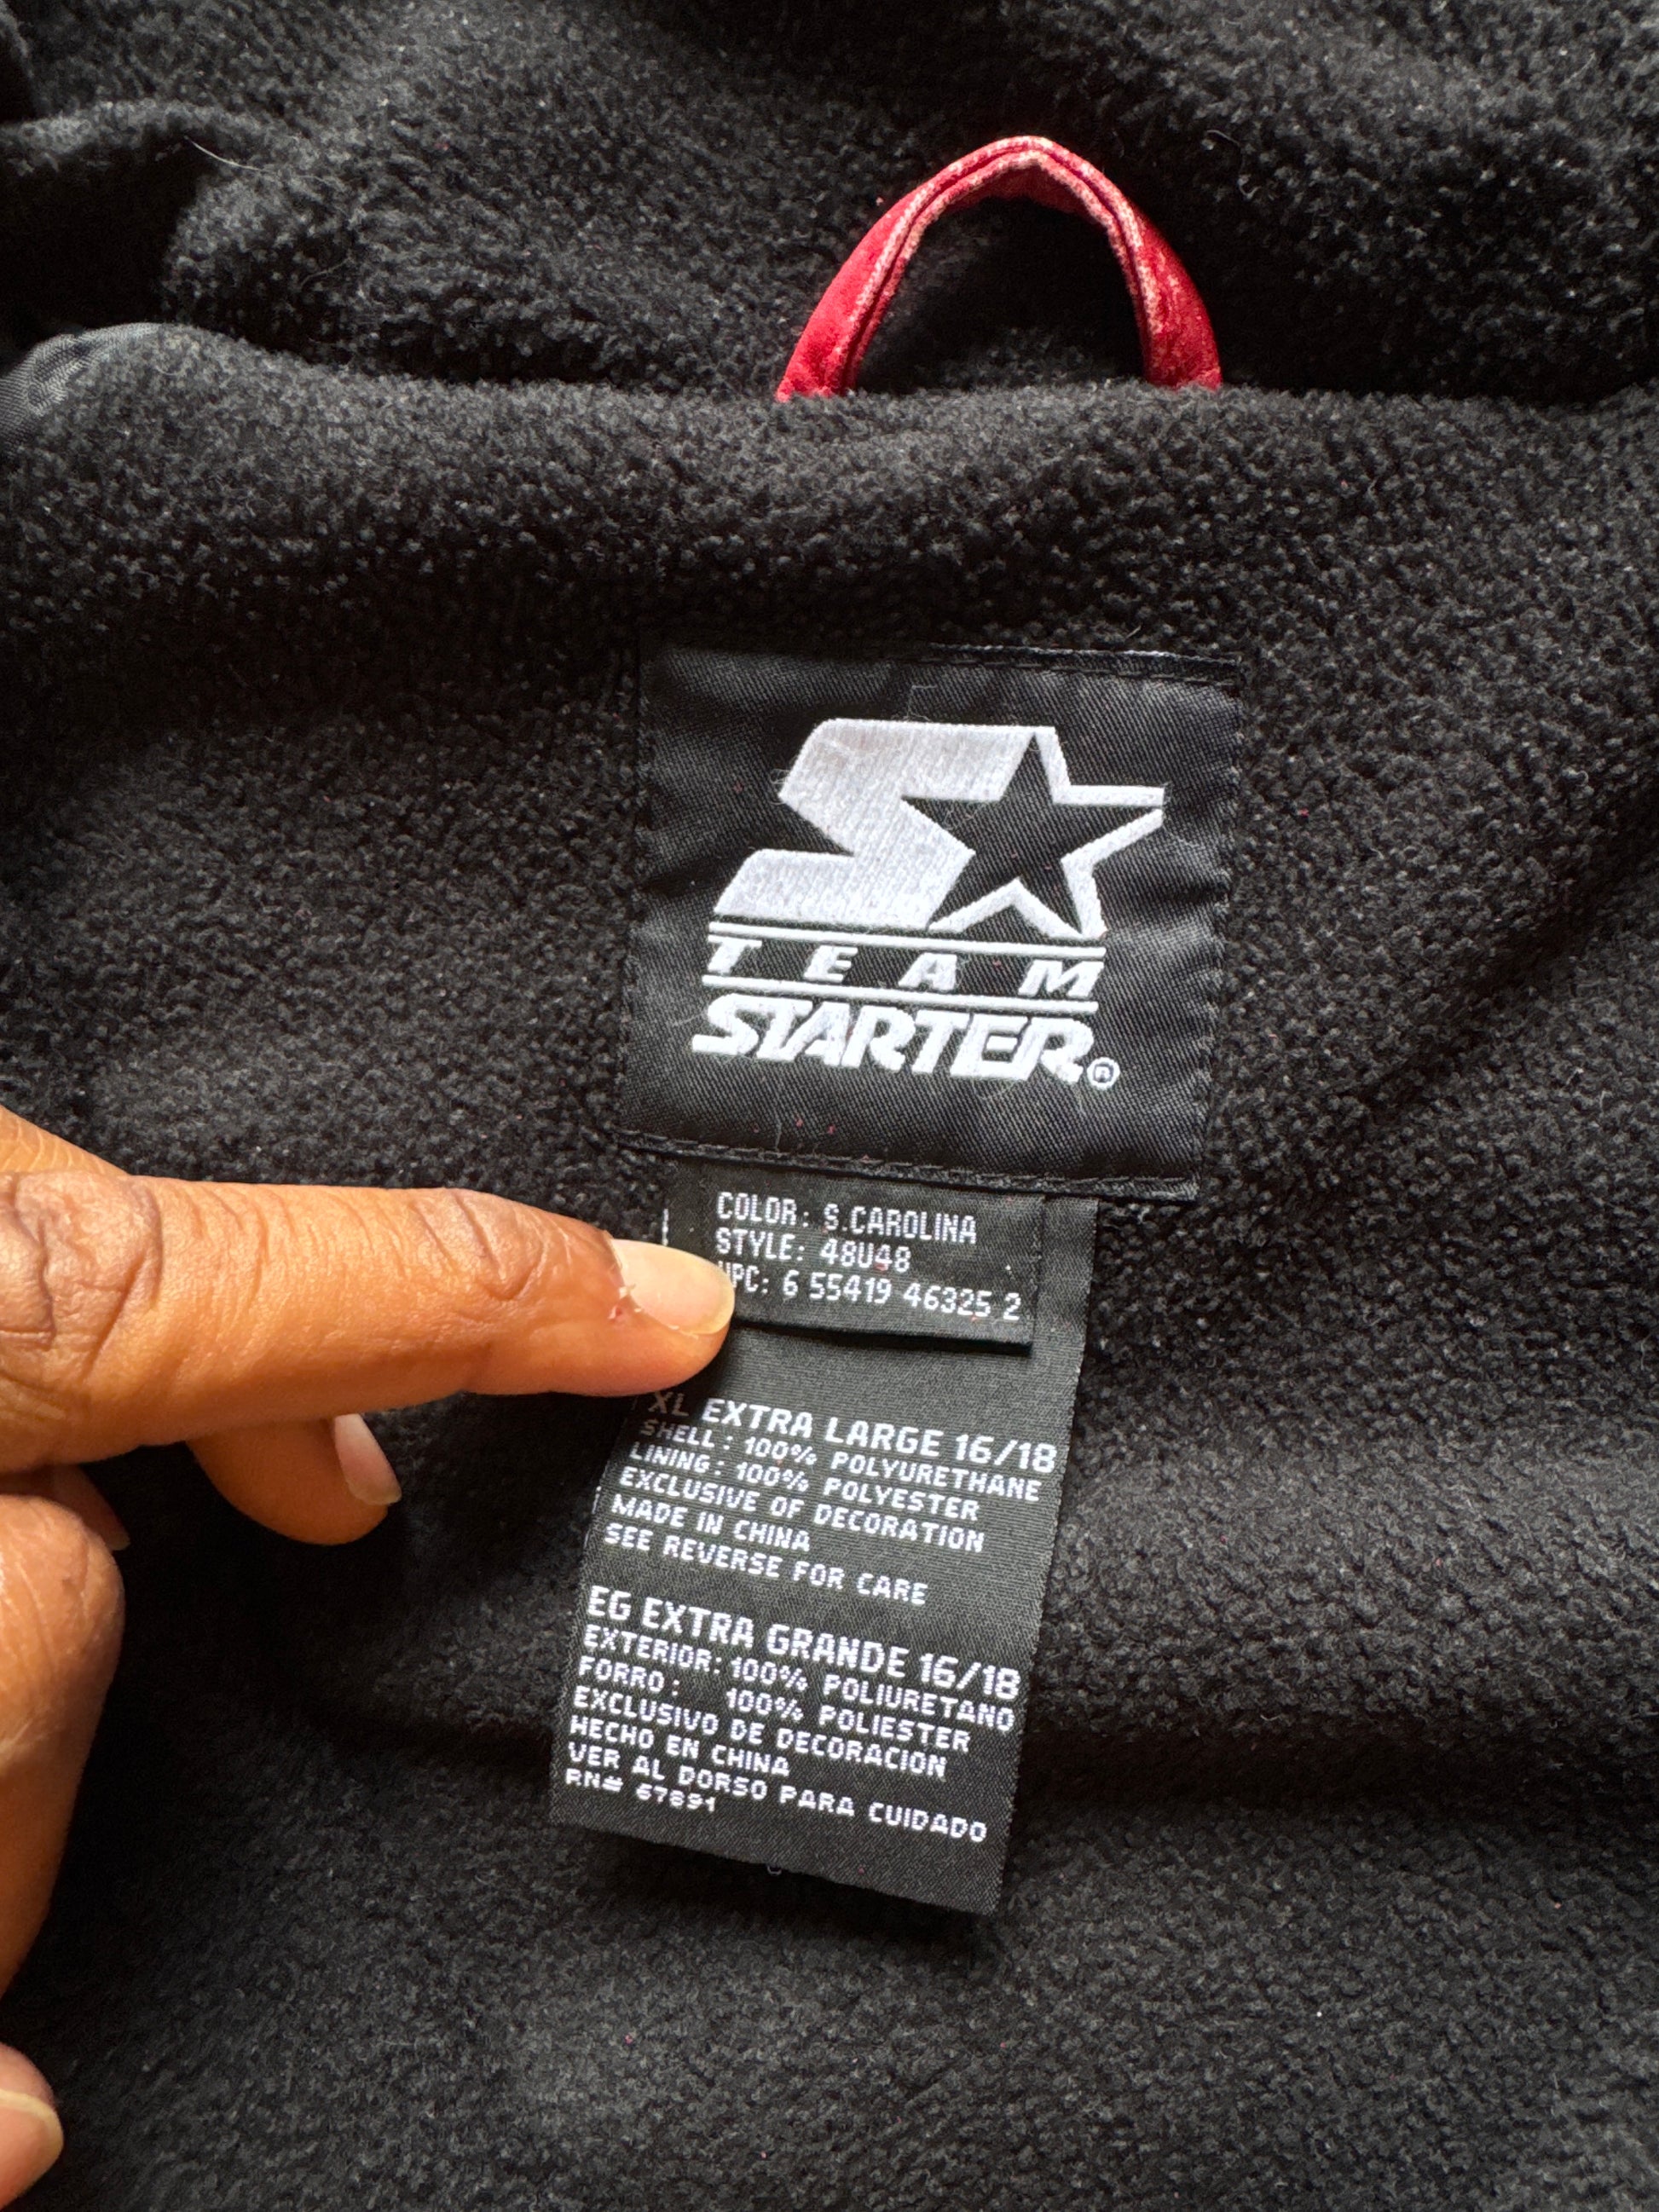 TEAM
STARTER®
COLOR: S.CAROLINA
STYLE: 48U48
UPC: 6 55419 46325 2
XL EXTRA LARGE 16/18
SHELL: 100% POLYURETHANE
LINING: 100% POLYESTER
EXCLUSIVE OF DECORATION
MADE IN CHINA
SEE REVERSE FOR CARE
EG EXTRA GRANDE 16/18
EXTERIOR: 100% POLIURETANO
FORRO: 100% POLIESTER
EXCLUSIVO DE DECORACION
HECHO EN CHINA
VER AL DORSO PARA CUIDADO
RN# 67891